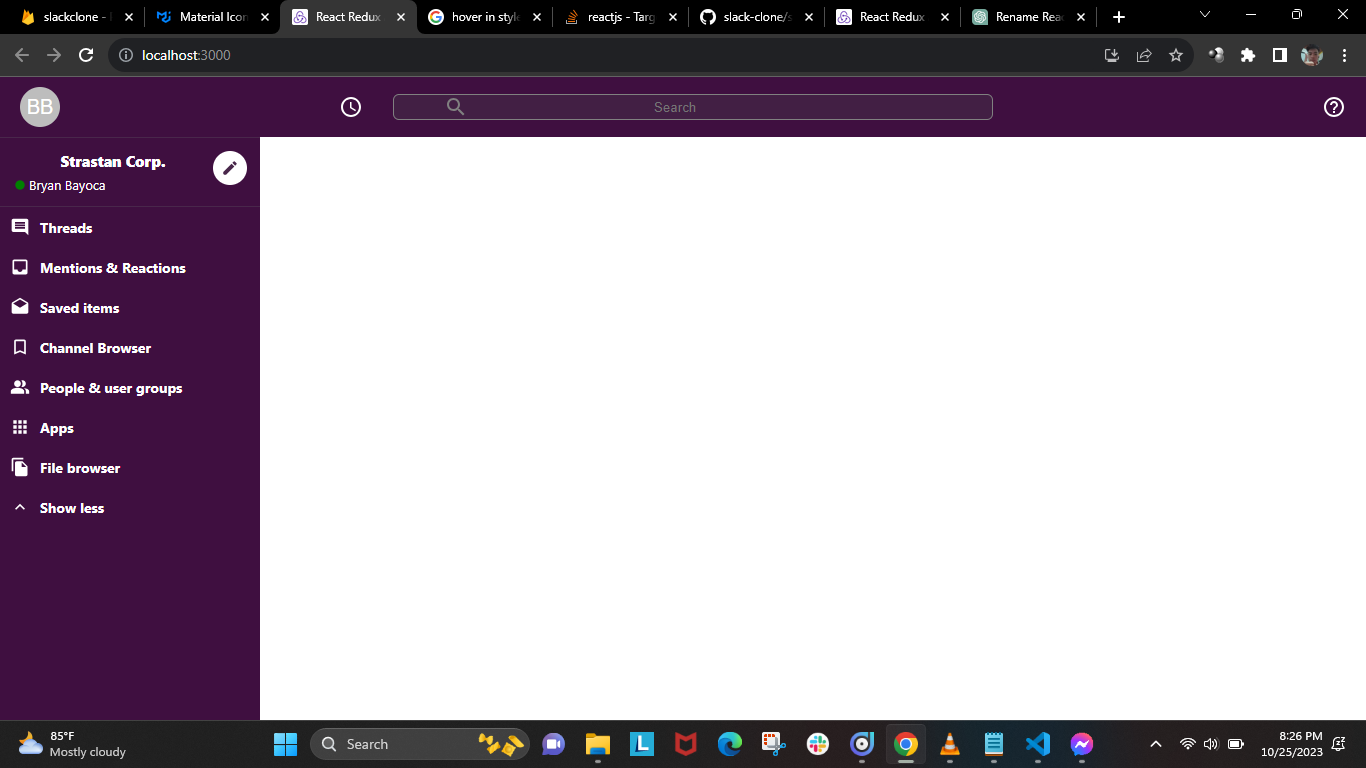 slackclone -
Material Icon
React Redux
hover in style
reactjs - Targ
slack-clone/s
React Redux
Rename Rea
localhost:3000
BB
Search
Strastan Corp.
Bryan Bayoca
Threads
Mentions & Reactions
Saved items
Channel Browser
People & user groups
Apps
File browser
Show less
85°F
Mostly cloudy
Search
L
8:26 PM
10/25/2023